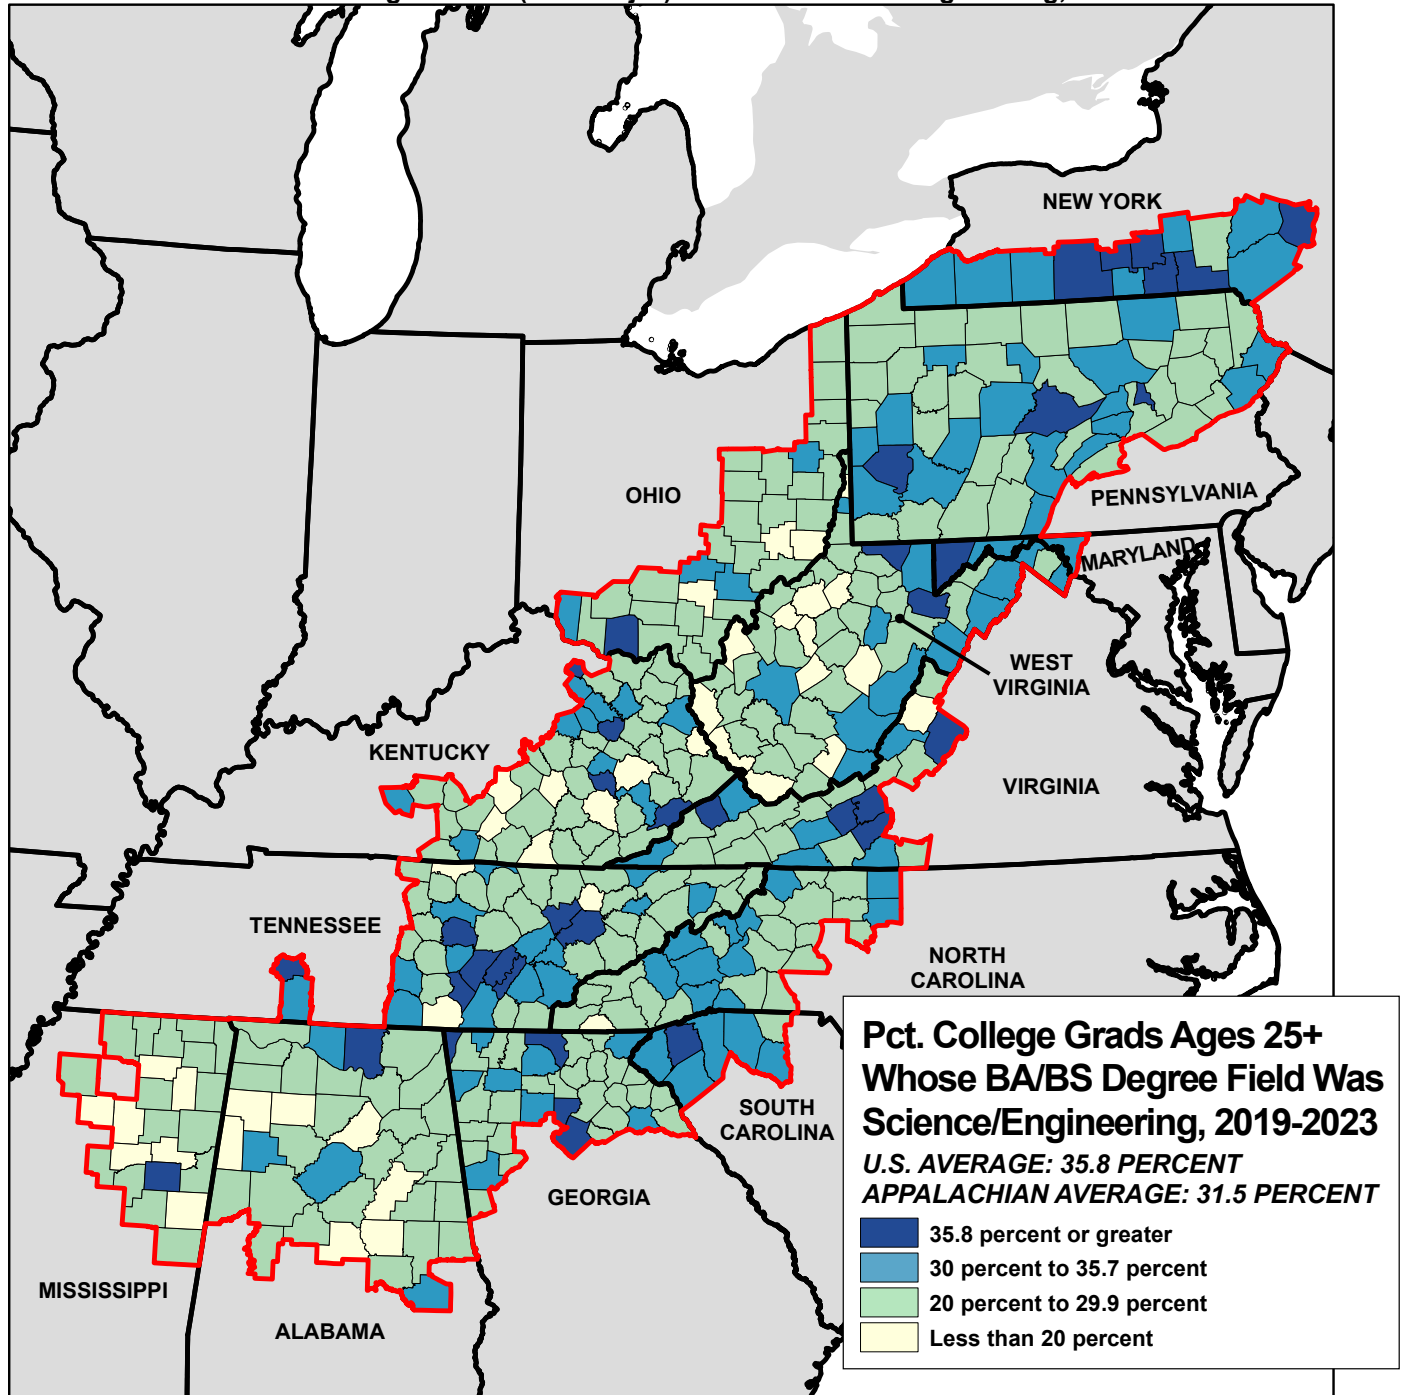 NEW YORK
OHIO
PENNSYLVANIA
MARYLAND
WEST
VIRGINIA
KENTUCKY
VIRGINIA
TENNESSEE
NORTH
CAROLINA
SOUTH
CAROLINA
GEORGIA
MISSISSIPPI
ALABAMA
Pct. College Grads Ages 25+
Whose BA/BS Degree Field Was
Science/Engineering, 2019-2023
U.S. AVERAGE: 35.8 PERCENT
APPALACHIAN AVERAGE: 31.5 PERCENT
35.8 percent or greater
30 percent to 35.7 percent
20 percent to 29.9 percent
Less than 20 percent